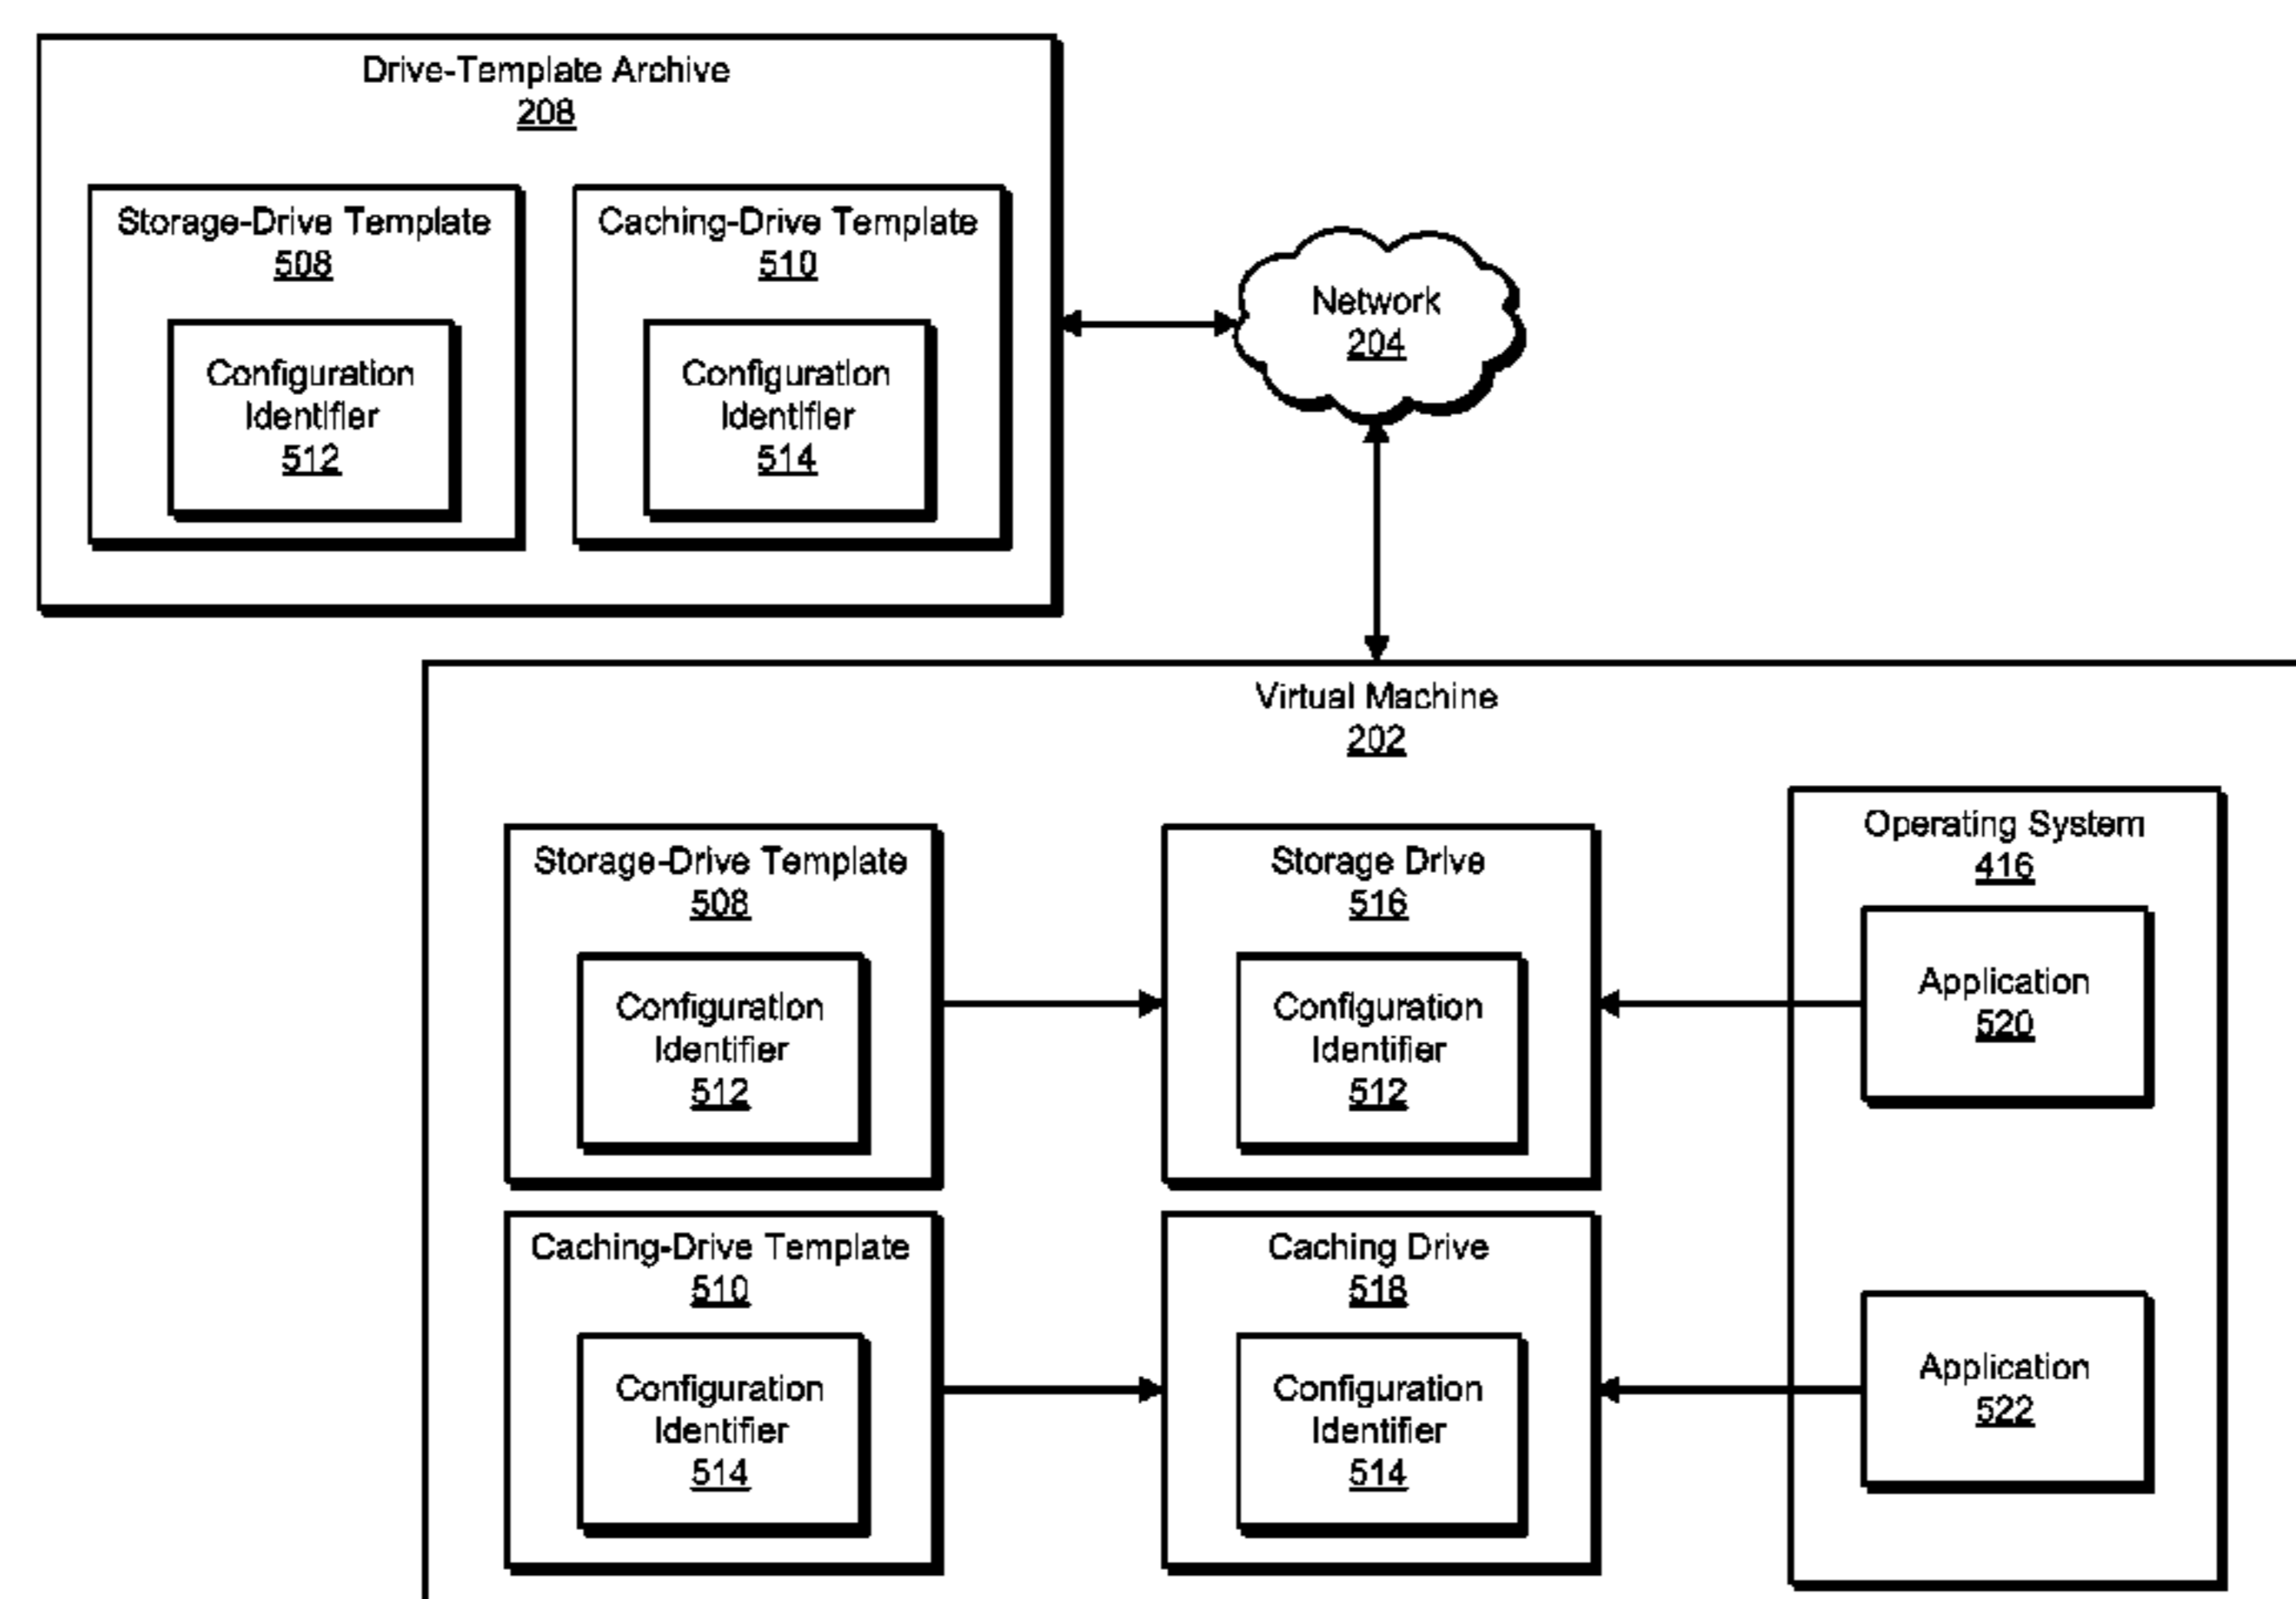 Drive-Template Archive
208
Storage-Drive Template
508
Configuration
Identifier
512
Caching-Drive Template
510
Configuration
Identifier
514
Network
204
Virtual Machine
202
Storage-Drive Template
508
Configuration
Identifier
512
Storage Drive
516
Configuration
Identifier
512
Operating System
416
Application
520
Caching-Drive Template
510
Configuration
Identifier
514
Caching Drive
518
Configuration
Identifier
514
Application
522